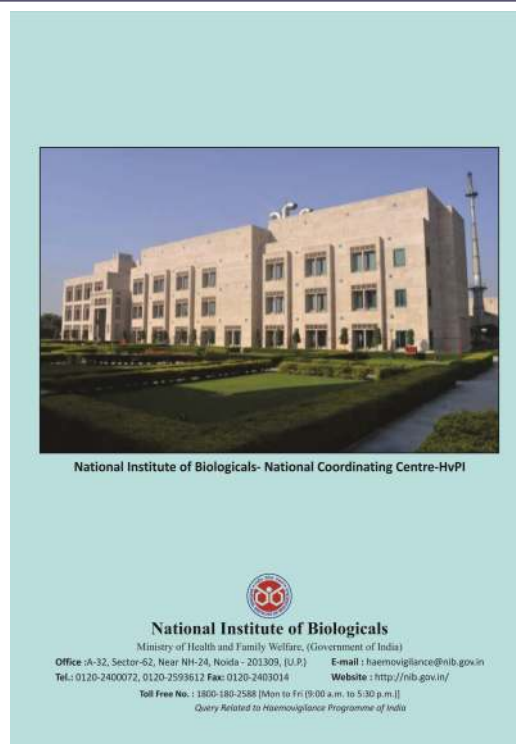 National Institute of Biologicals- National Coordinating Centre-HvPI
National Institute of Biologicals
Ministry of Health and Family Welfare, (Government of India)
Office :A-32, Sector-62, Near NH-24, Noida - 201309, (U.P.) E-mail : haemovigilance@nib.gov.in
Tel.: 0120-2400072, 0120-2593612 Fax: 0120-2403014 Website : http://nib.gov.in/
Toll Free No. : 1800-180-2588 [Mon to Fri (9:00 a.m. to 5:30 p.m.)]
Query Related to Haemovigilance Programme of India